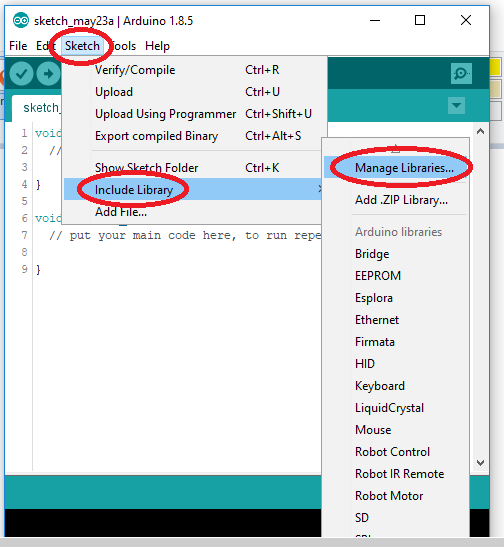 sketch_may23a | Arduino 1.8.5
File Edit Sketch Tools Help
Verify/Compile Ctrl+R
Upload Ctrl+U
Upload Using Programmer Ctrl+Shift+U
Export compiled Binary Ctrl+Alt+S
Show Sketch Folder Ctrl+K
Include Library
Add File...
sketch_
1 void
2 //
3
4 }
5
6 void
7 // put your main code here, to run repe
8
9 }
Manage Libraries...
Add .ZIP Library...
Arduino libraries
Bridge
EEPROM
Esplora
Ethernet
Firmata
HID
Keyboard
LiquidCrystal
Mouse
Robot Control
Robot IR Remote
Robot Motor
SD